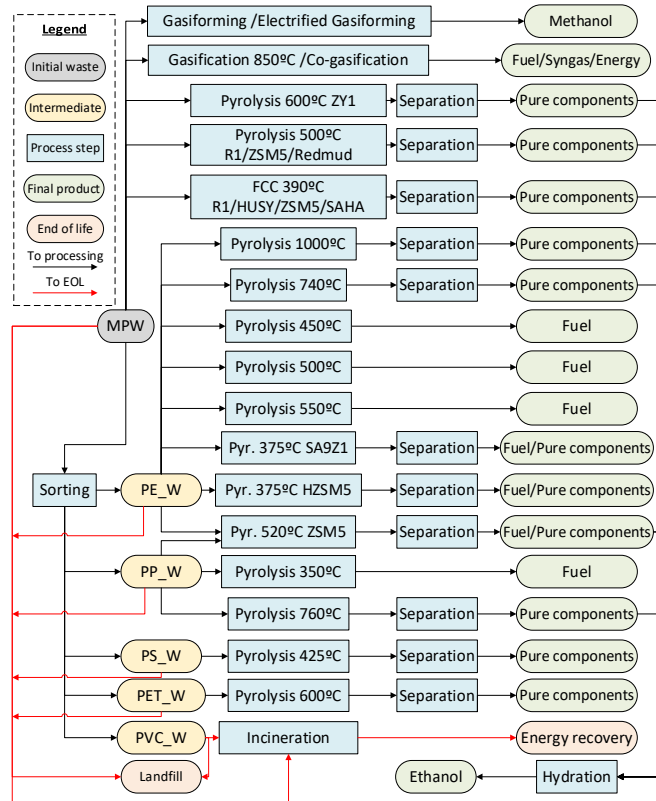 Legend
Initial waste
Intermediate
Process step
Final product
End of life
To processing
To EOL
Gasiforming /Electrified Gasiforming
Methanol
Gasification 850ºC /Co-gasification
Fuel/Syngas/Energy
Pyrolysis 600ºC ZY1
Separation
Pure components
Pyrolysis 500ºC
R1/ZSM5/Redmud
Separation
Pure components
FCC 390ºC
R1/HUSY/ZSM5/SAHA
Separation
Pure components
Pyrolysis 1000ºC
Separation
Pure components
Pyrolysis 740ºC
Separation
Pure components
MPW
Pyrolysis 450ºC
Fuel
Pyrolysis 500ºC
Fuel
Pyrolysis 550ºC
Fuel
Pyr. 375ºC SA9Z1
Separation
Fuel/Pure components
Sorting
PE_W
Pyr. 375ºC HZSM5
Separation
Fuel/Pure components
Pyr. 520ºC ZSM5
Separation
Fuel/Pure components
PP_W
Pyrolysis 350ºC
Fuel
Pyrolysis 760ºC
Separation
Pure components
PS_W
Pyrolysis 425ºC
Separation
Pure components
PET_W
Pyrolysis 600ºC
Separation
Pure components
PVC_W
Incineration
Energy recovery
Landfill
Ethanol
Hydration